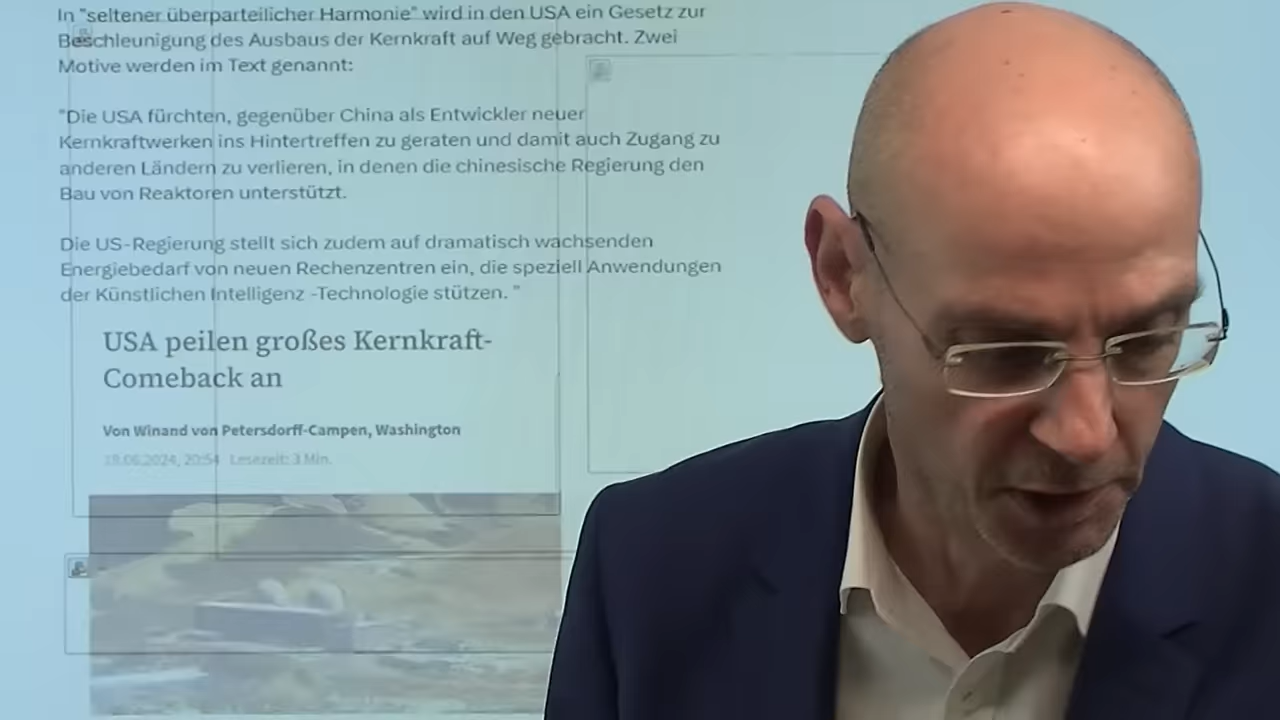 In "seltener überparteilicher Harmonie" wird in den USA ein Gesetz zur
Beschleunigung des Ausbaus der Kernkraft auf Weg gebracht. Zwei
Motive werden im Text genannt:
"Die USA fürchten, gegenüber China als Entwickler neuer
Kernkraftwerken ins Hintertreffen zu geraten und damit auch Zugang zu
anderen Ländern zu verlieren, in denen die chinesische Regierung den
Bau von Reaktoren unterstützt.
Die US-Regierung stellt sich zudem auf dramatisch wachsenden
Energiebedarf von neuen Rechenzentren ein, die speziell Anwendungen
der Künstlichen Intelligenz -Technologie stützen. "
USA peilen großes Kernkraft-
Comeback an
Von Winand von Petersdorff-Campen, Washington
19.06.2024, 20:54 Lesezeit: 3 Min.